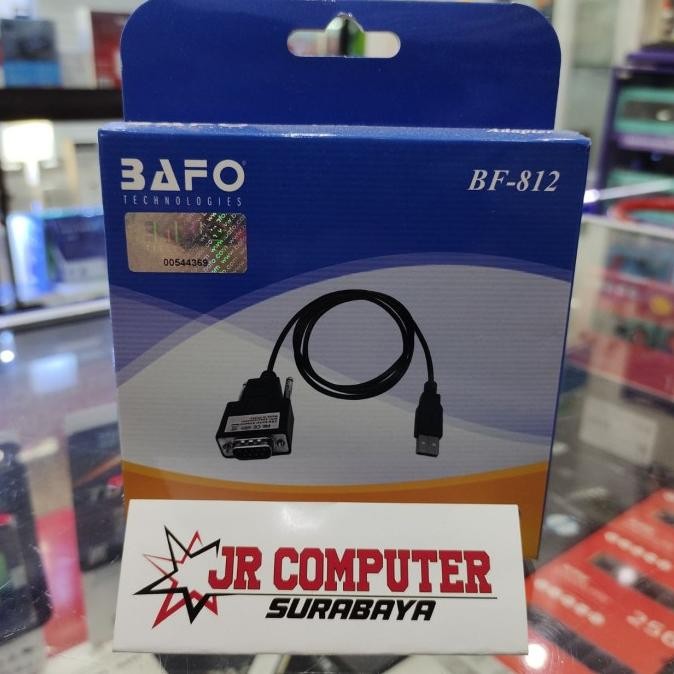 BAFO
TECHNOLOGIES
BF-812
00544369
JR COMPUTER
SURABAYA